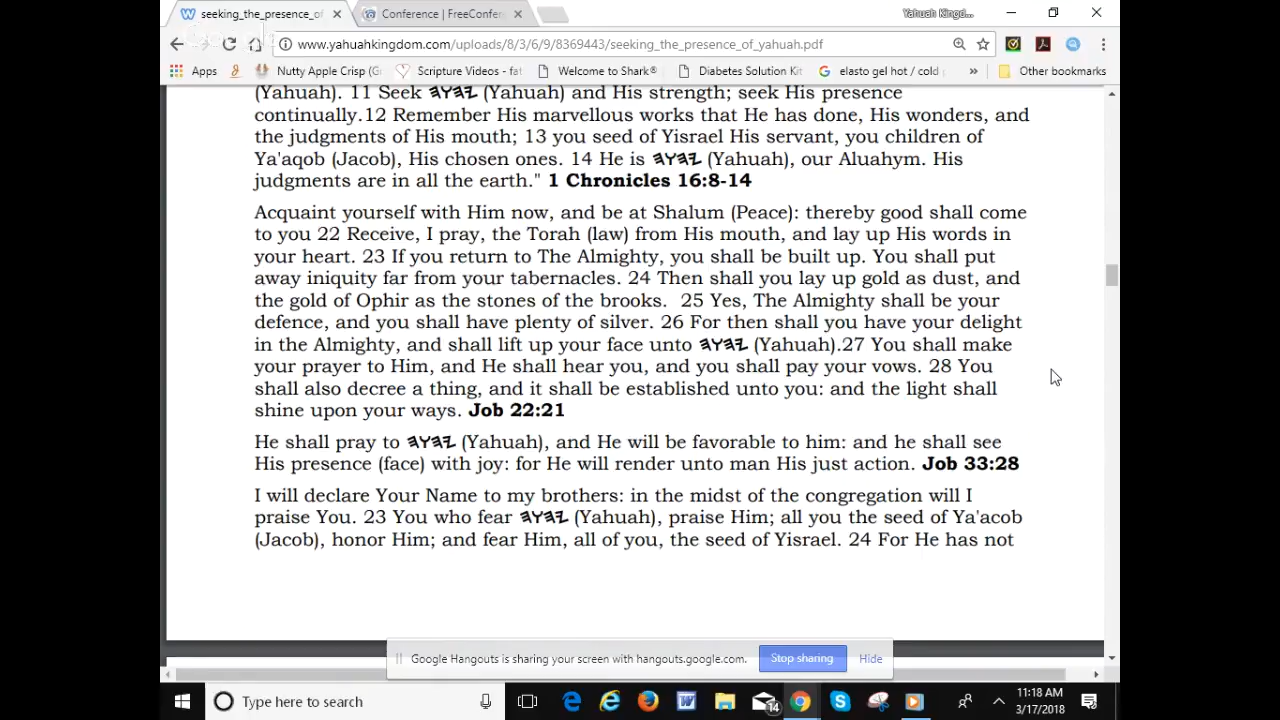 seeking_the_presence_of
Conference | FreeConfer
Yahuah Kingd...
www.yahuahkingdom.com/uploads/8/3/6/9/8369443/seeking_the_presence_of_yahuah.pdf
Apps
Nutty Apple Crisp (Gr
Scripture Videos - fat
Welcome to Shark®
Diabetes Solution Kit
elasto gel hot / cold
»
Other bookmarks
(Yahuah). 11 Seek 𐤉𐤄𐤅𐤄 (Yahuah) and His strength; seek His presence
continually.12 Remember His marvellous works that He has done, His wonders, and
the judgments of His mouth; 13 you seed of Yisrael His servant, you children of
Ya'aqob (Jacob), His chosen ones. 14 He is 𐤉𐤄𐤅𐤄 (Yahuah), our Aluahym. His
judgments are in all the earth." 1 Chronicles 16:8-14
Acquaint yourself with Him now, and be at Shalum (Peace): thereby good shall come
to you 22 Receive, I pray, the Torah (law) from His mouth, and lay up His words in
your heart. 23 If you return to The Almighty, you shall be built up. You shall put
away iniquity far from your tabernacles. 24 Then shall you lay up gold as dust, and
the gold of Ophir as the stones of the brooks. 25 Yes, The Almighty shall be your
defence, and you shall have plenty of silver. 26 For then shall you have your delight
in the Almighty, and shall lift up your face unto 𐤉𐤄𐤅𐤄 (Yahuah).27 You shall make
your prayer to Him, and He shall hear you, and you shall pay your vows. 28 You
shall also decree a thing, and it shall be established unto you: and the light shall
shine upon your ways. Job 22:21
He shall pray to 𐤉𐤄𐤅𐤄 (Yahuah), and He will be favorable to him: and he shall see
His presence (face) with joy: for He will render unto man His just action. Job 33:28
I will declare Your Name to my brothers: in the midst of the congregation will I
praise You. 23 You who fear 𐤉𐤄𐤅𐤄 (Yahuah), praise Him; all you the seed of Ya'acob
(Jacob), honor Him; and fear Him, all of you, the seed of Yisrael. 24 For He has not
Google Hangouts is sharing your screen with hangouts.google.com.
Stop sharing
Hide
Type here to search
14
11:18 AM
3/17/2018